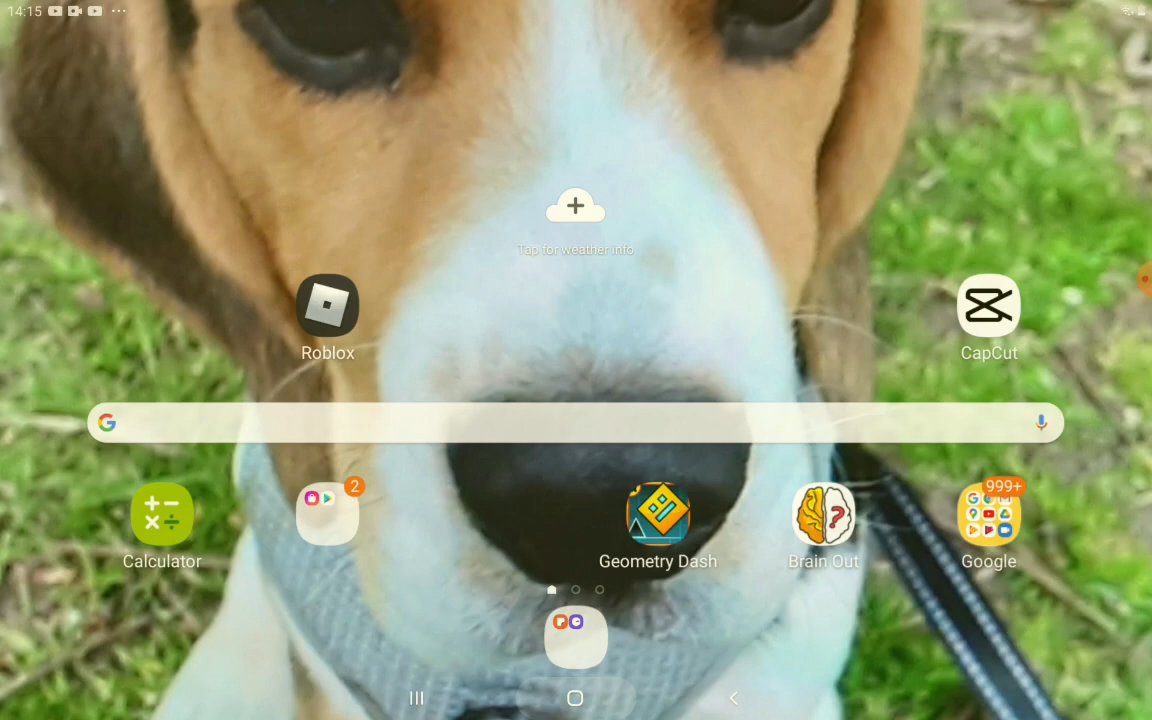 14:15
Tap for weather info
Roblox
CapCut
2
999+
Calculator
Geometry Dash
Brain Out
Google